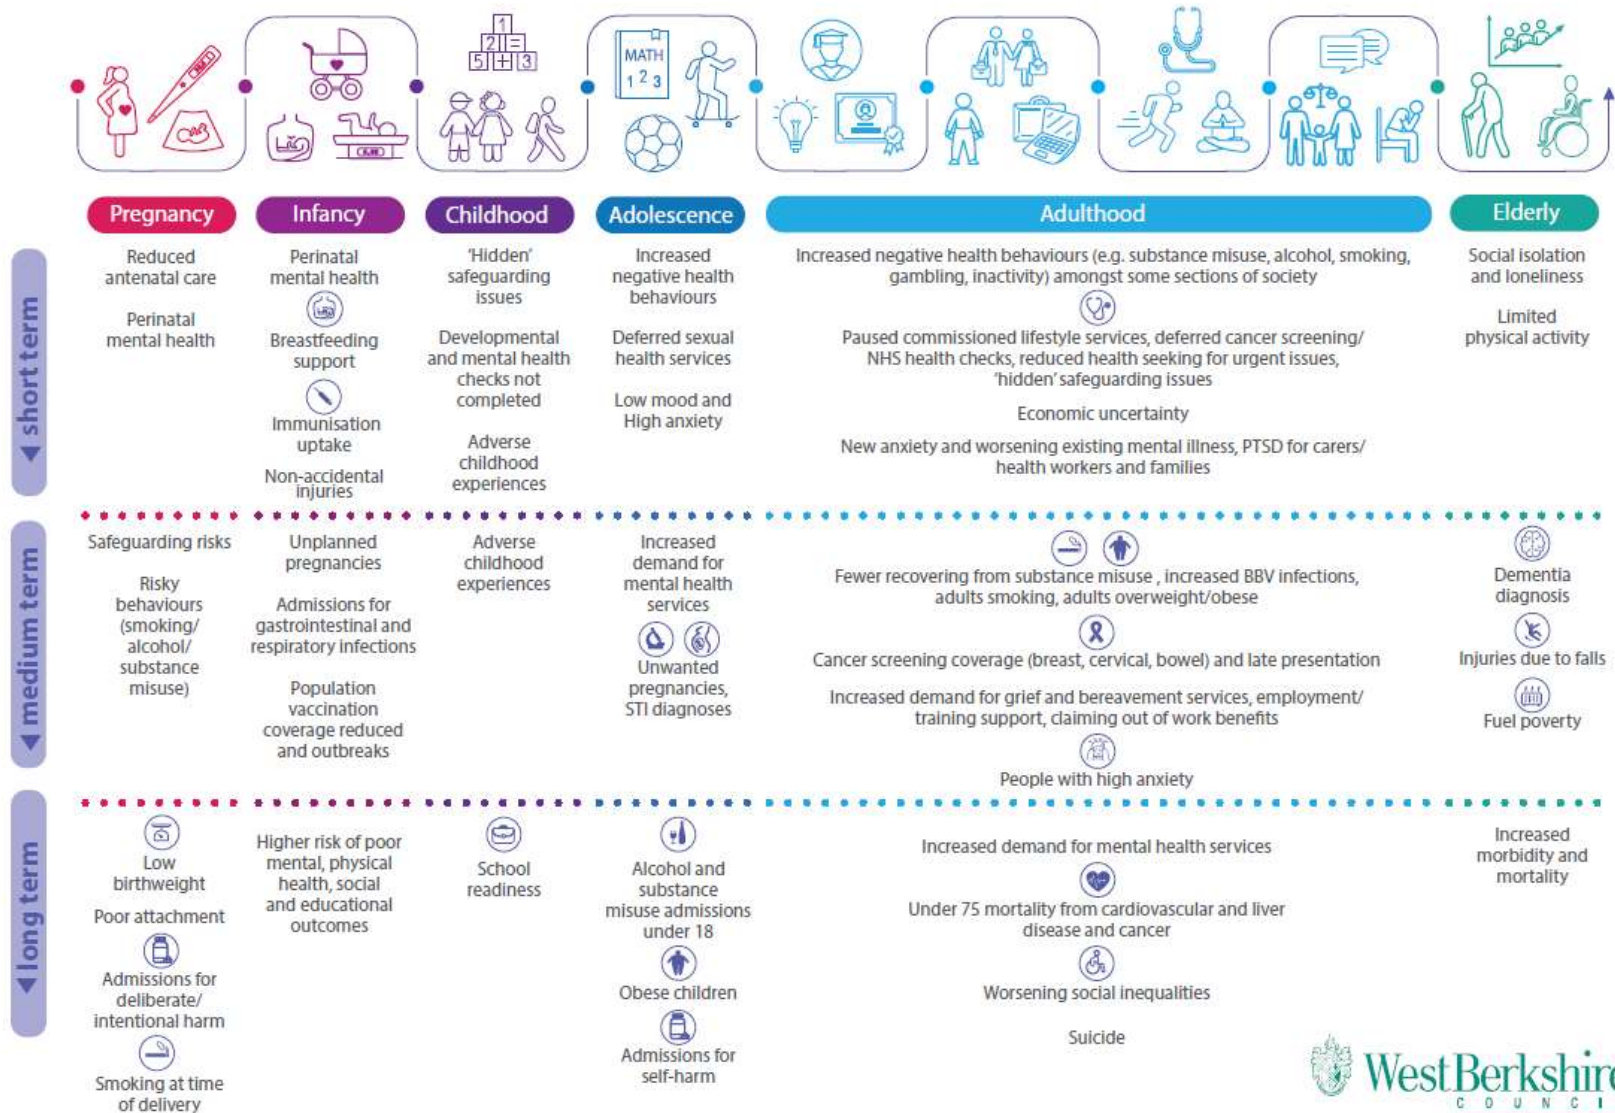 1
2 1 =
5 + 3
MATH
1 2 3
Pregnancy
Infancy
Childhood
Adolescence
Adulthood
Elderly
short term
Reduced
antenatal care
Perinatal
mental health
Perinatal
mental health
Breastfeeding
support
Immunisation
uptake
Non-accidental
injuries
'Hidden'
safeguarding
issues
Developmental
and mental health
checks not
completed
Adverse
childhood
experiences
Increased
negative health
behaviours
Deferred sexual
health services
Low mood and
High anxiety
Increased negative health behaviours (e.g. substance misuse, alcohol, smoking,
gambling, inactivity) amongst some sections of society
Paused commissioned lifestyle services, deferred cancer screening/
NHS health checks, reduced health seeking for urgent issues,
'hidden' safeguarding issues
Economic uncertainty
New anxiety and worsening existing mental illness, PTSD for carers/
health workers and families
Social isolation
and loneliness
Limited
physical activity
medium term
Safeguarding risks
Risky
behaviours
(smoking/
alcohol/
substance
misuse)
Unplanned
pregnancies
Admissions for
gastrointestinal and
respiratory infections
Population
vaccination
coverage reduced
and outbreaks
Adverse
childhood
experiences
Increased
demand for
mental health
services
Unwanted
pregnancies,
STI diagnoses
Fewer recovering from substance misuse , increased BBV infections,
adults smoking, adults overweight/obese
Cancer screening coverage (breast, cervical, bowel) and late presentation
Increased demand for grief and bereavement services, employment/
training support, claiming out of work benefits
People with high anxiety
Dementia
diagnosis
Injuries due to falls
Fuel poverty
long term
Low
birthweight
Poor attachment
Admissions for
deliberate/
intentional harm
Smoking at time
of delivery
Higher risk of poor
mental, physical
health, social
and educational
outcomes
School
readiness
Alcohol and
substance
misuse admissions
under 18
Obese children
Admissions for
self-harm
Increased demand for mental health services
Under 75 mortality from cardiovascular and liver
disease and cancer
Worsening social inequalities
Suicide
Increased
morbidity and
mortality
West Berkshire
C O U N C I